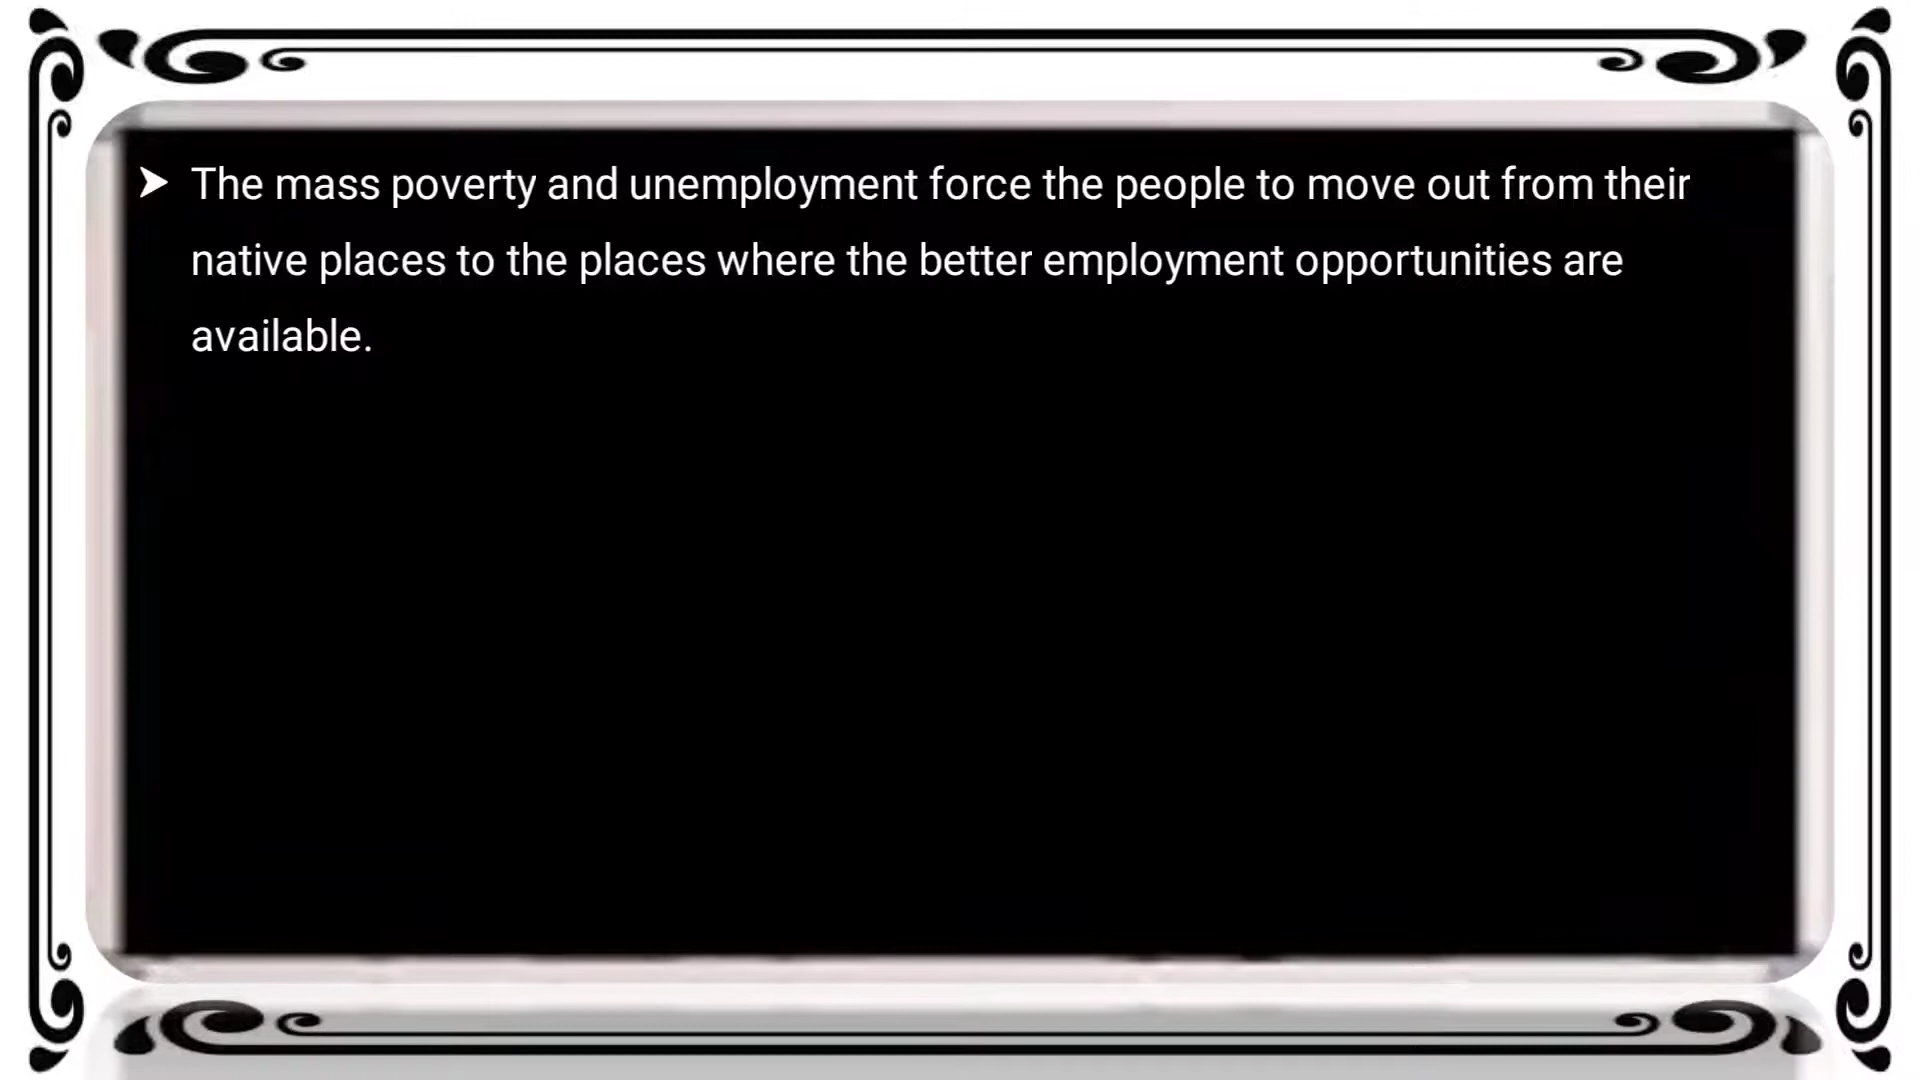 ➤ The mass poverty and unemployment force the people to move out from their
native places to the places where the better employment opportunities are
available.